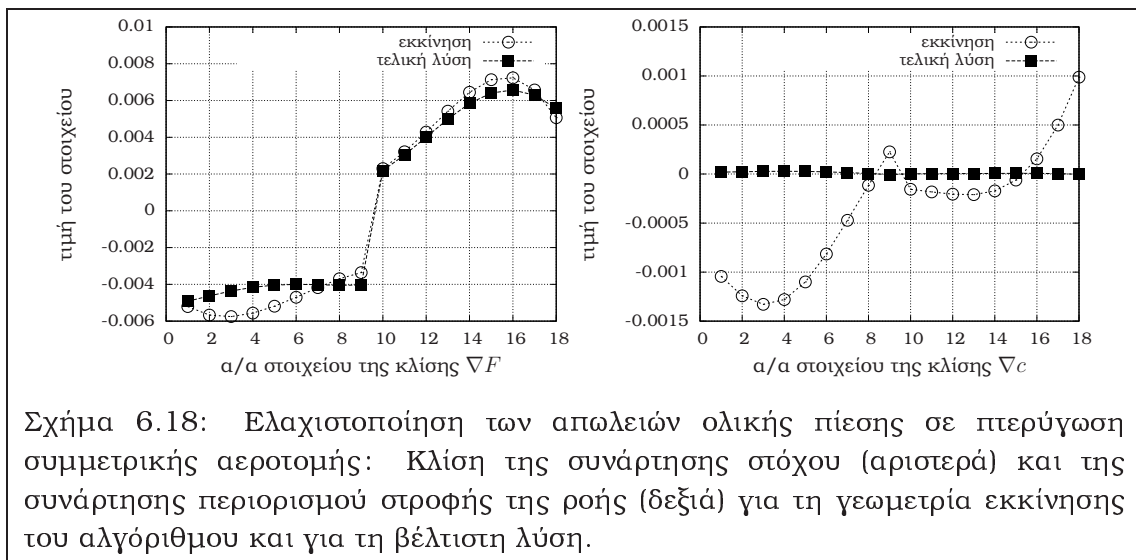 0.01
0.008
0.006
0.004
0.002
0
-0.002
-0.004
-0.006
0 2 4 6 8 10 12 14 16 18
τιμή του στοιχείου
α/α στοιχείου της κλίσης ∇F
εκκίνηση
τελική λύση
0.0015
0.001
0.0005
0
-0.0005
-0.001
-0.0015
0 2 4 6 8 10 12 14 16 18
τιμή του στοιχείου
α/α στοιχείου της κλίσης ∇c
εκκίνηση
τελική λύση
Σχήμα 6.18: Ελαχιστοποίηση των απωλειών ολικής πίεσης σε πτερύγωση
συμμετρικής αεροτομής: Κλίση της συνάρτησης στόχου (αριστερά) και της
συνάρτησης περιορισμού στροφής της ροής (δεξιά) για τη γεωμετρία εκκίνησης
του αλγόριθμου και για τη βέλτιστη λύση.